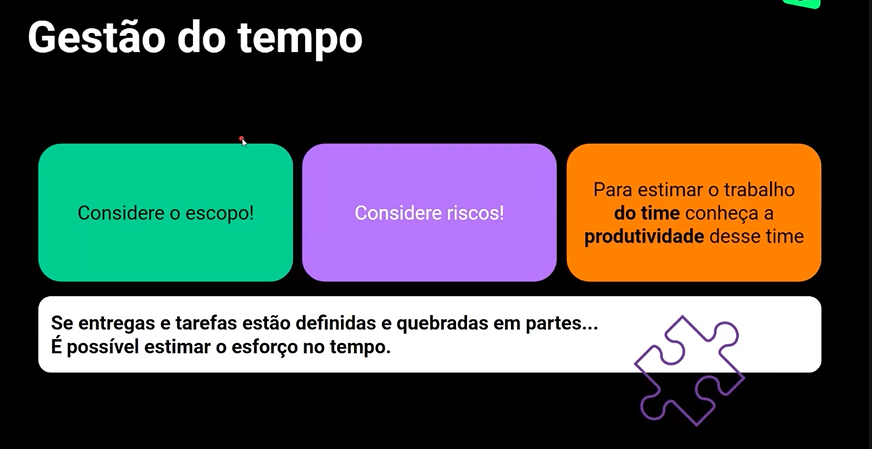 Gestão do tempo
Considere o escopo!
Considere riscos!
Para estimar o trabalho
do time conheça a
produtividade desse time
Se entregas e tarefas estão definidas e quebradas em partes...
É possível estimar o esforço no tempo.